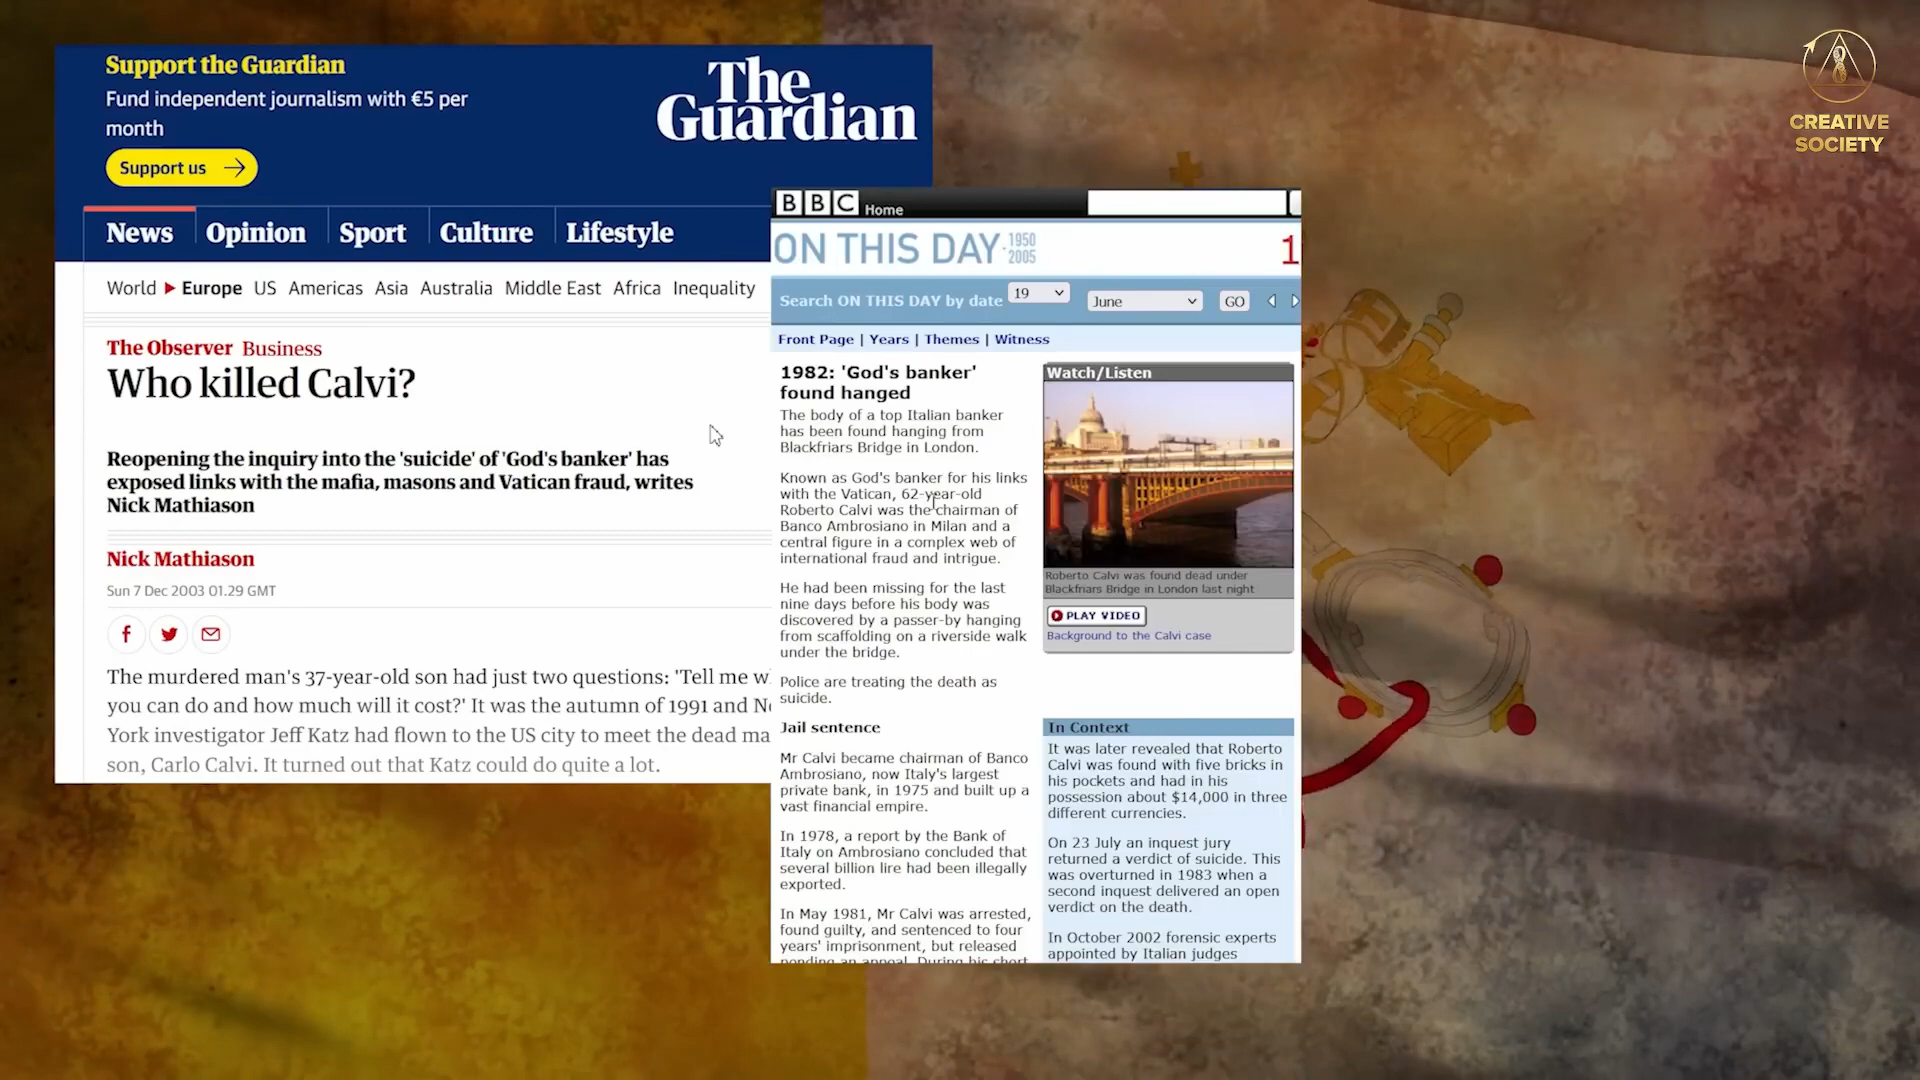 Support the Guardian
Fund independent journalism with €5 per
month
Support us
The
Guardian
News
Opinion
Sport
Culture
Lifestyle
World
Europe
US
Americas
Asia
Australia
Middle East
Africa
Inequality
The Observer Business
Who killed Calvi?
Reopening the inquiry into the 'suicide' of 'God's banker' has
exposed links with the mafia, masons and Vatican fraud, writes
Nick Mathiason
Nick Mathiason
Sun 7 Dec 2003 01.29 GMT
The murdered man's 37-year-old son had just two questions: 'Tell me
you can do and how much will it cost?' It was the autumn of 1991 and
York investigator Jeff Katz had flown to the US city to meet the dead
son, Carlo Calvi. It turned out that Katz could do quite a lot.
BBC Home
ON THIS DAY 1950
2005
1
Search ON THIS DAY by date
19
June
GO
Front Page | Years | Themes | Witness
1982: 'God's banker'
found hanged
The body of a top Italian banker
has been found hanging from
Blackfriars Bridge in London.
Known as God's banker for his links
with the Vatican, 62-year-old
Roberto Calvi was the chairman of
Banco Ambrosiano in Milan and a
central figure in a complex web of
international fraud and intrigue.
He had been missing for the last
nine days before his body was
discovered by a passer-by hanging
from scaffolding on a riverside walk
under the bridge.
Police are treating the death as
suicide.
Jail sentence
Mr Calvi became chairman of Banco
Ambrosiano, now Italy's largest
private bank, in 1975 and built up a
vast financial empire.
In 1978, a report by the Bank of
Italy on Ambrosiano concluded that
several billion lire had been illegally
exported.
In May 1981, Mr Calvi was arrested,
found guilty, and sentenced to four
years' imprisonment, but released
pending an appeal. During his short
Watch/Listen
Roberto Calvi was found dead under
Blackfriars Bridge in London last night
PLAY VIDEO
Background to the Calvi case
In Context
It was later revealed that Roberto
Calvi was found with five bricks in
his pockets and had in his
possession about $14,000 in three
different currencies.
On 23 July an inquest jury
returned a verdict of suicide. This
was overturned in 1983 when a
second inquest delivered an open
verdict on the death.
In October 2002 forensic experts
appointed by Italian judges
CREATIVE
SOCIETY